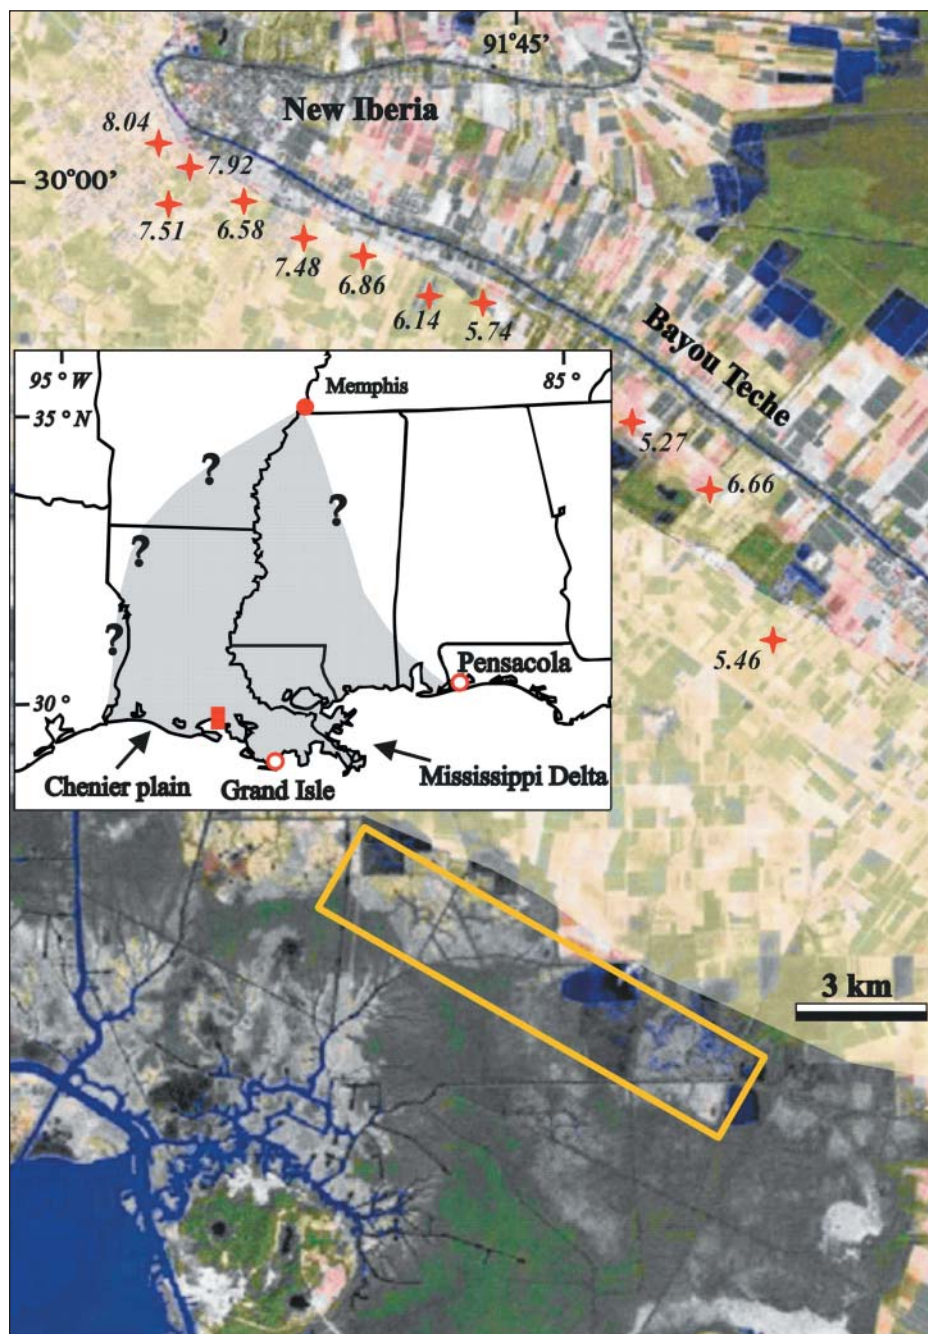 91°45’
New Iberia
8.04
7.92
30°00’
7.51
6.58
7.48
6.86
6.14
5.74
Bayou Teche
95 ° W
85 °
Memphis
35 ° N
5.27
?
6.66
?
?
?
5.46
Pensacola
30 °
Chenier plain
Grand Isle
Mississippi Delta
3 km